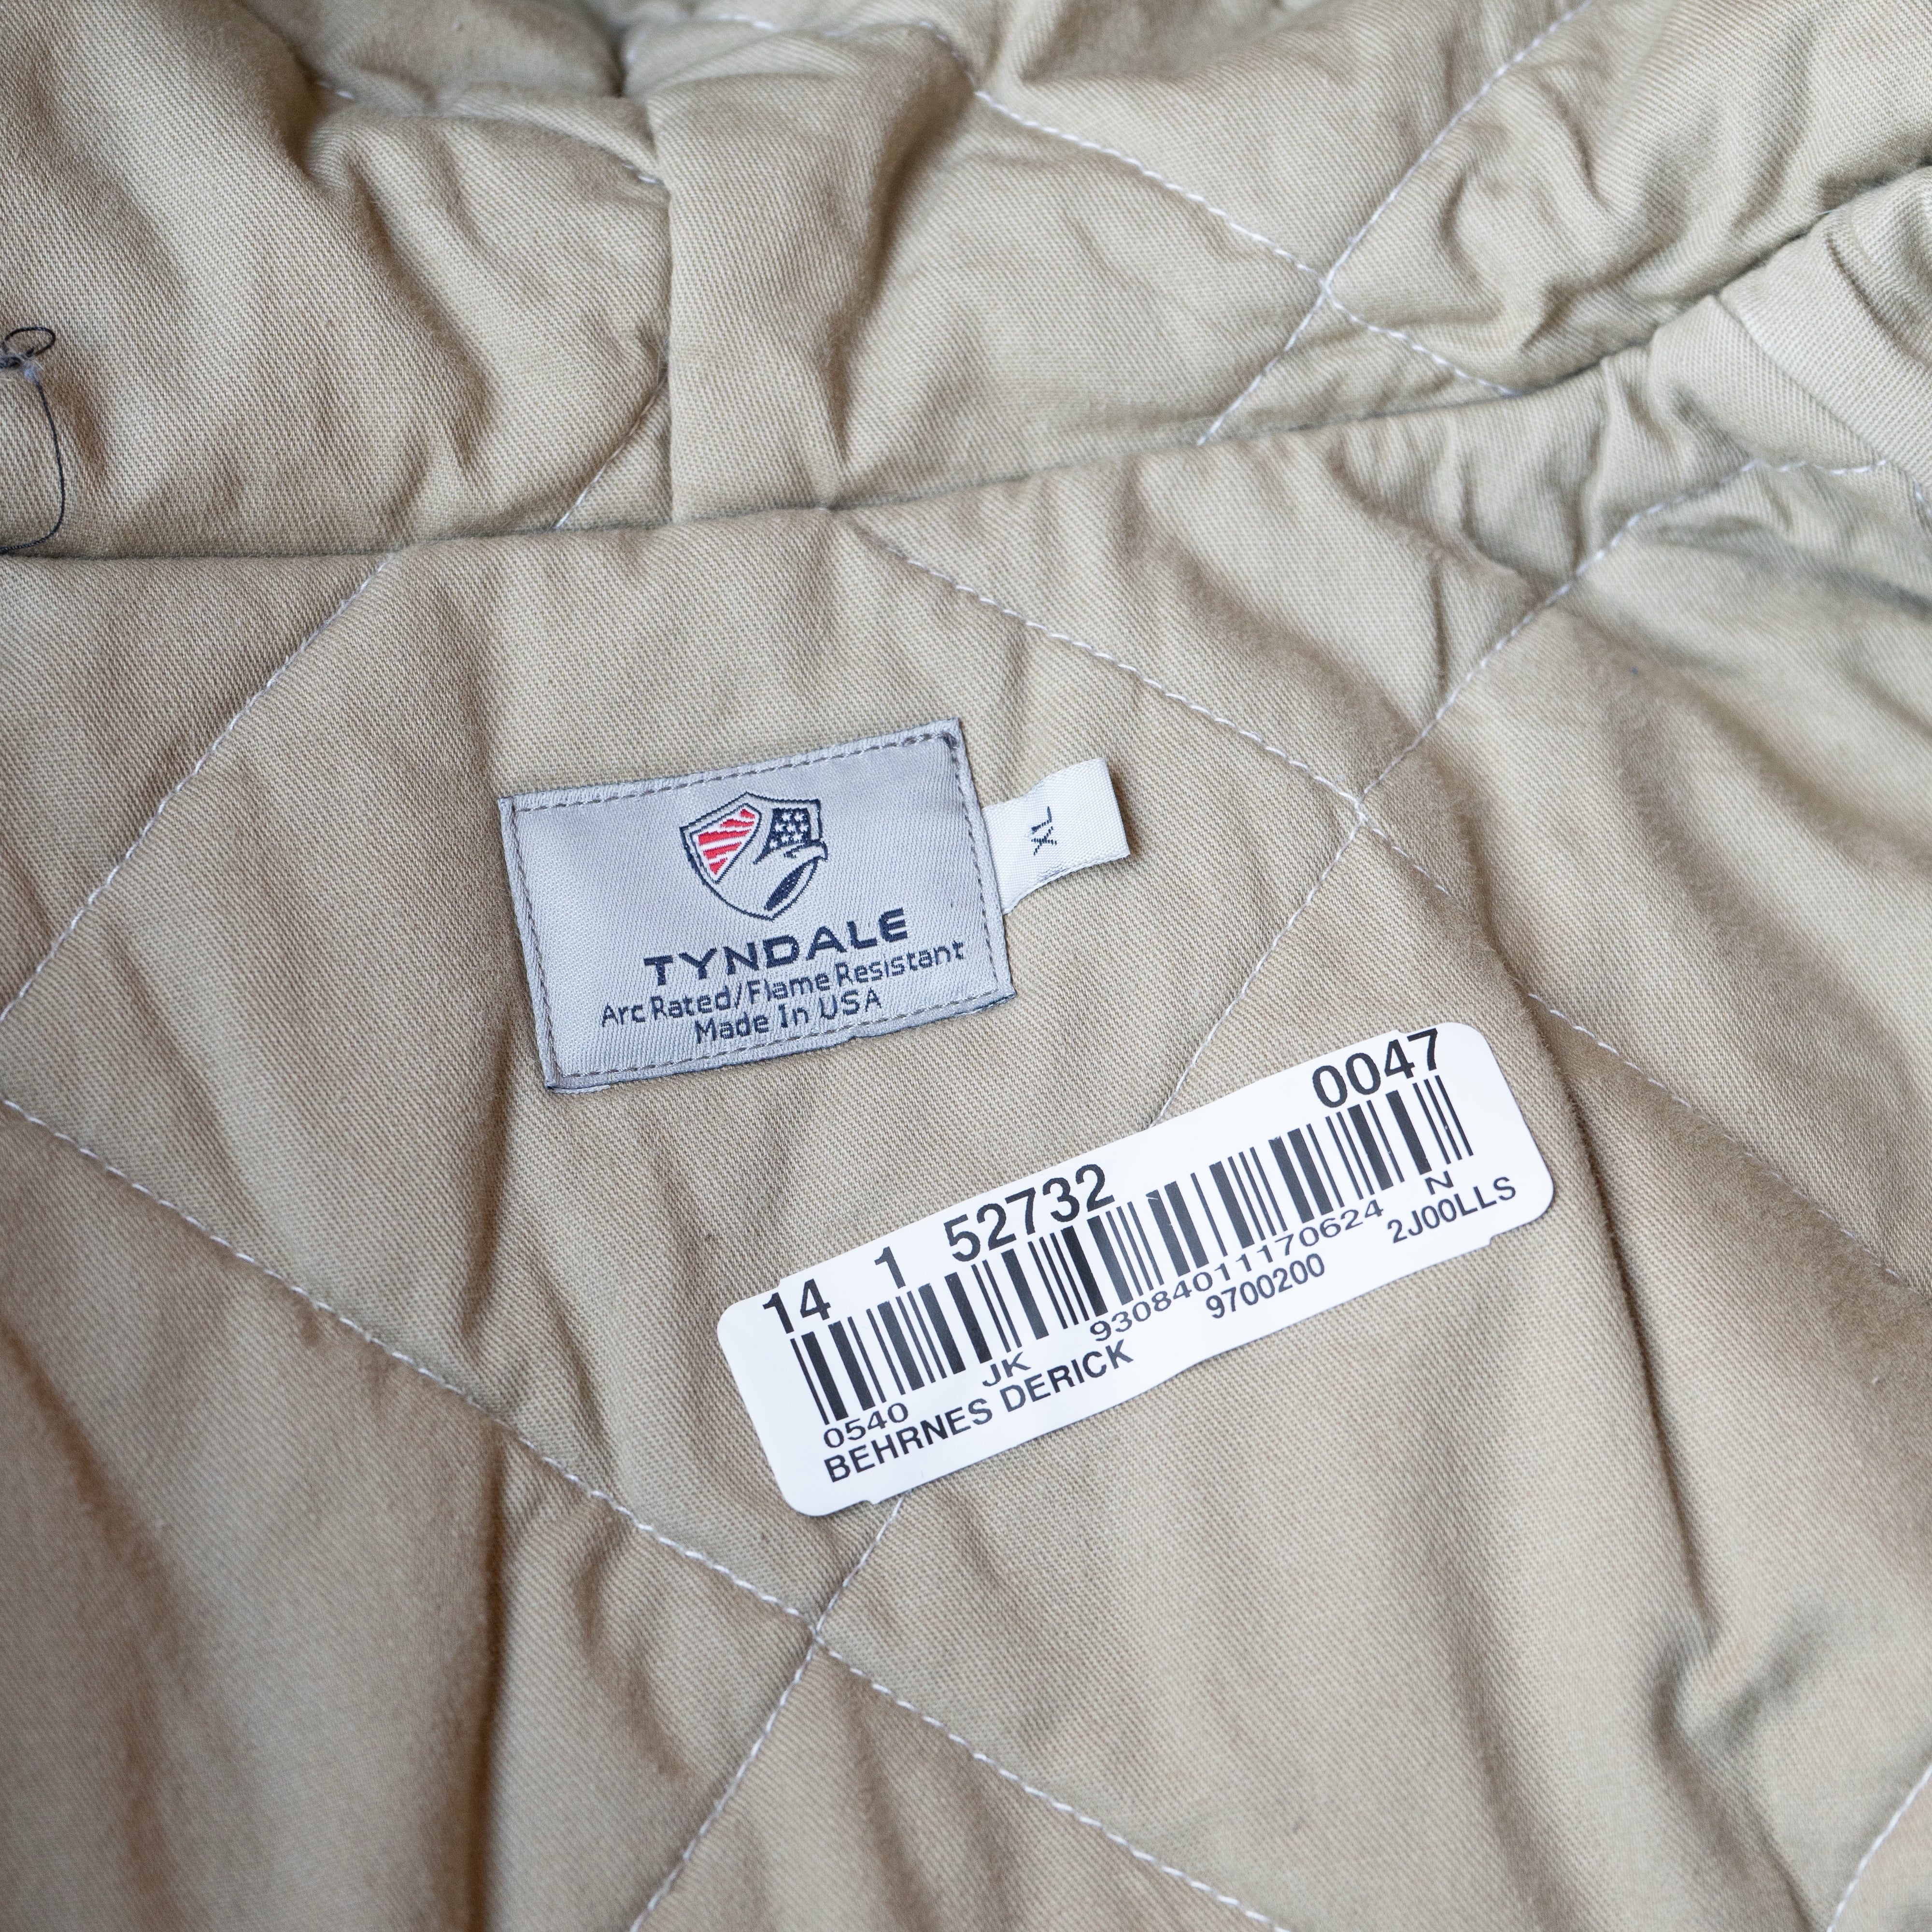 TYNDALE
Arc Rated/Flame Resistant
Made In USA
XL
0047
14 1 52732
0540 JK 930840111170624 N
BEHRNES DERICK 9700200 2J00LLS